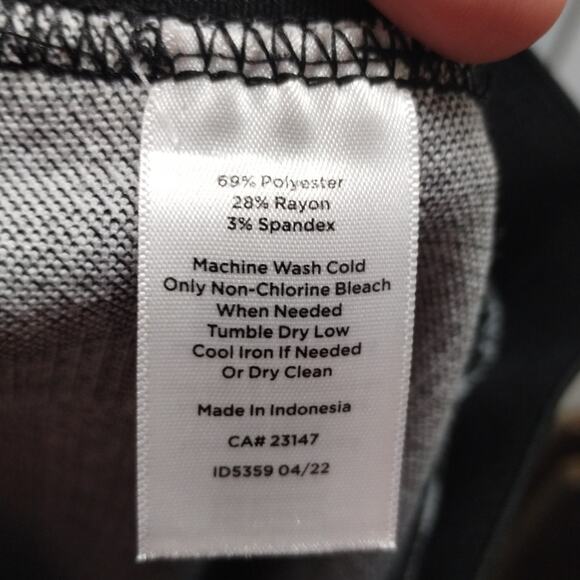 69% Polyester
28% Rayon
3% Spandex
Machine Wash Cold
Only Non-Chlorine Bleach
When Needed
Tumble Dry Low
Cool Iron If Needed
Or Dry Clean
Made In Indonesia
CA# 23147
ID5359 04/22